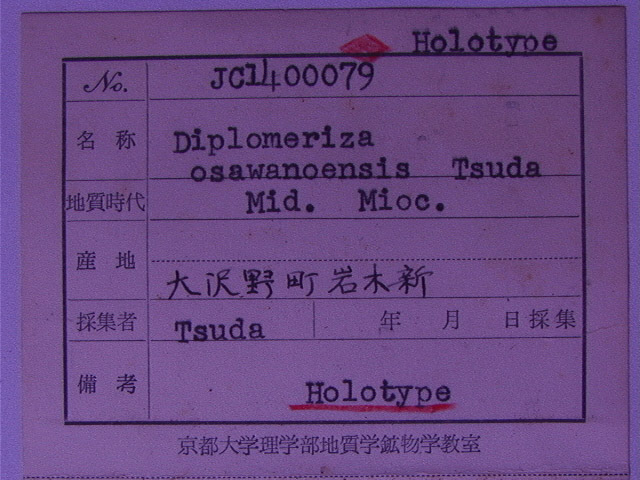 Holotype
No. JC1400079
名称 Diplomeriza
osawanoensis Tsuda
地質時代 Mid. Mioc.
産地 大沢野町岩木新
採集者 Tsuda 年 月 日採集
備考 Holotype
京都大学理学部地質学鉱物学教室